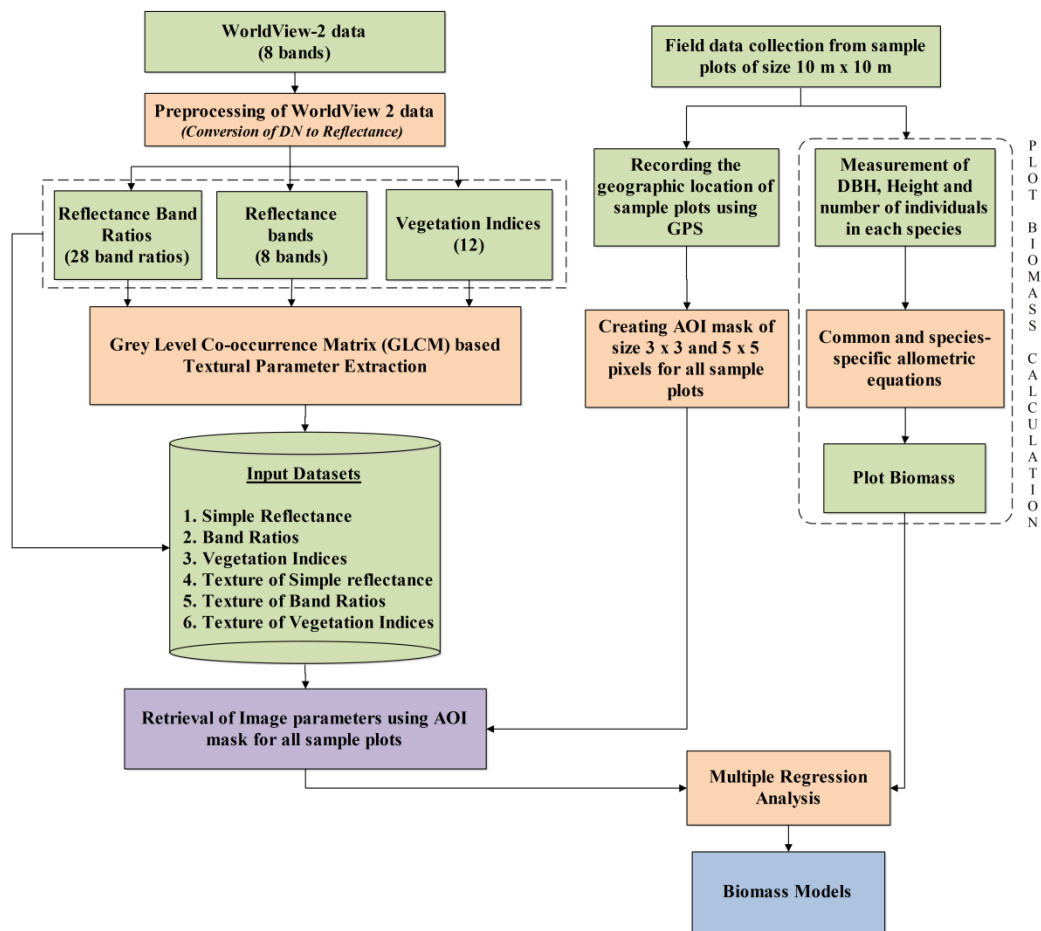 WorldView-2 data
(8 bands)
Preprocessing of WorldView 2 data
(Conversion of DN to Reflectance)
Reflectance Band
Ratios
(28 band ratios)
Reflectance
bands
(8 bands)
Vegetation Indices
(12)
Grey Level Co-occurrence Matrix (GLCM) based
Textural Parameter Extraction
Input Datasets
1. Simple Reflectance
2. Band Ratios
3. Vegetation Indices
4. Texture of Simple reflectance
5. Texture of Band Ratios
6. Texture of Vegetation Indices
Retrieval of Image parameters using AOI
mask for all sample plots
Field data collection from sample
plots of size 10 m x 10 m
Recording the
geographic location of
sample plots using
GPS
Creating AOI mask of
size 3 x 3 and 5 x 5
pixels for all sample
plots
Measurement of
DBH, Height and
number of individuals
in each species
Common and species-
specific allometric
equations
Plot Biomass
PLOT BIOMASS CALCULATION
Multiple Regression
Analysis
Biomass Models